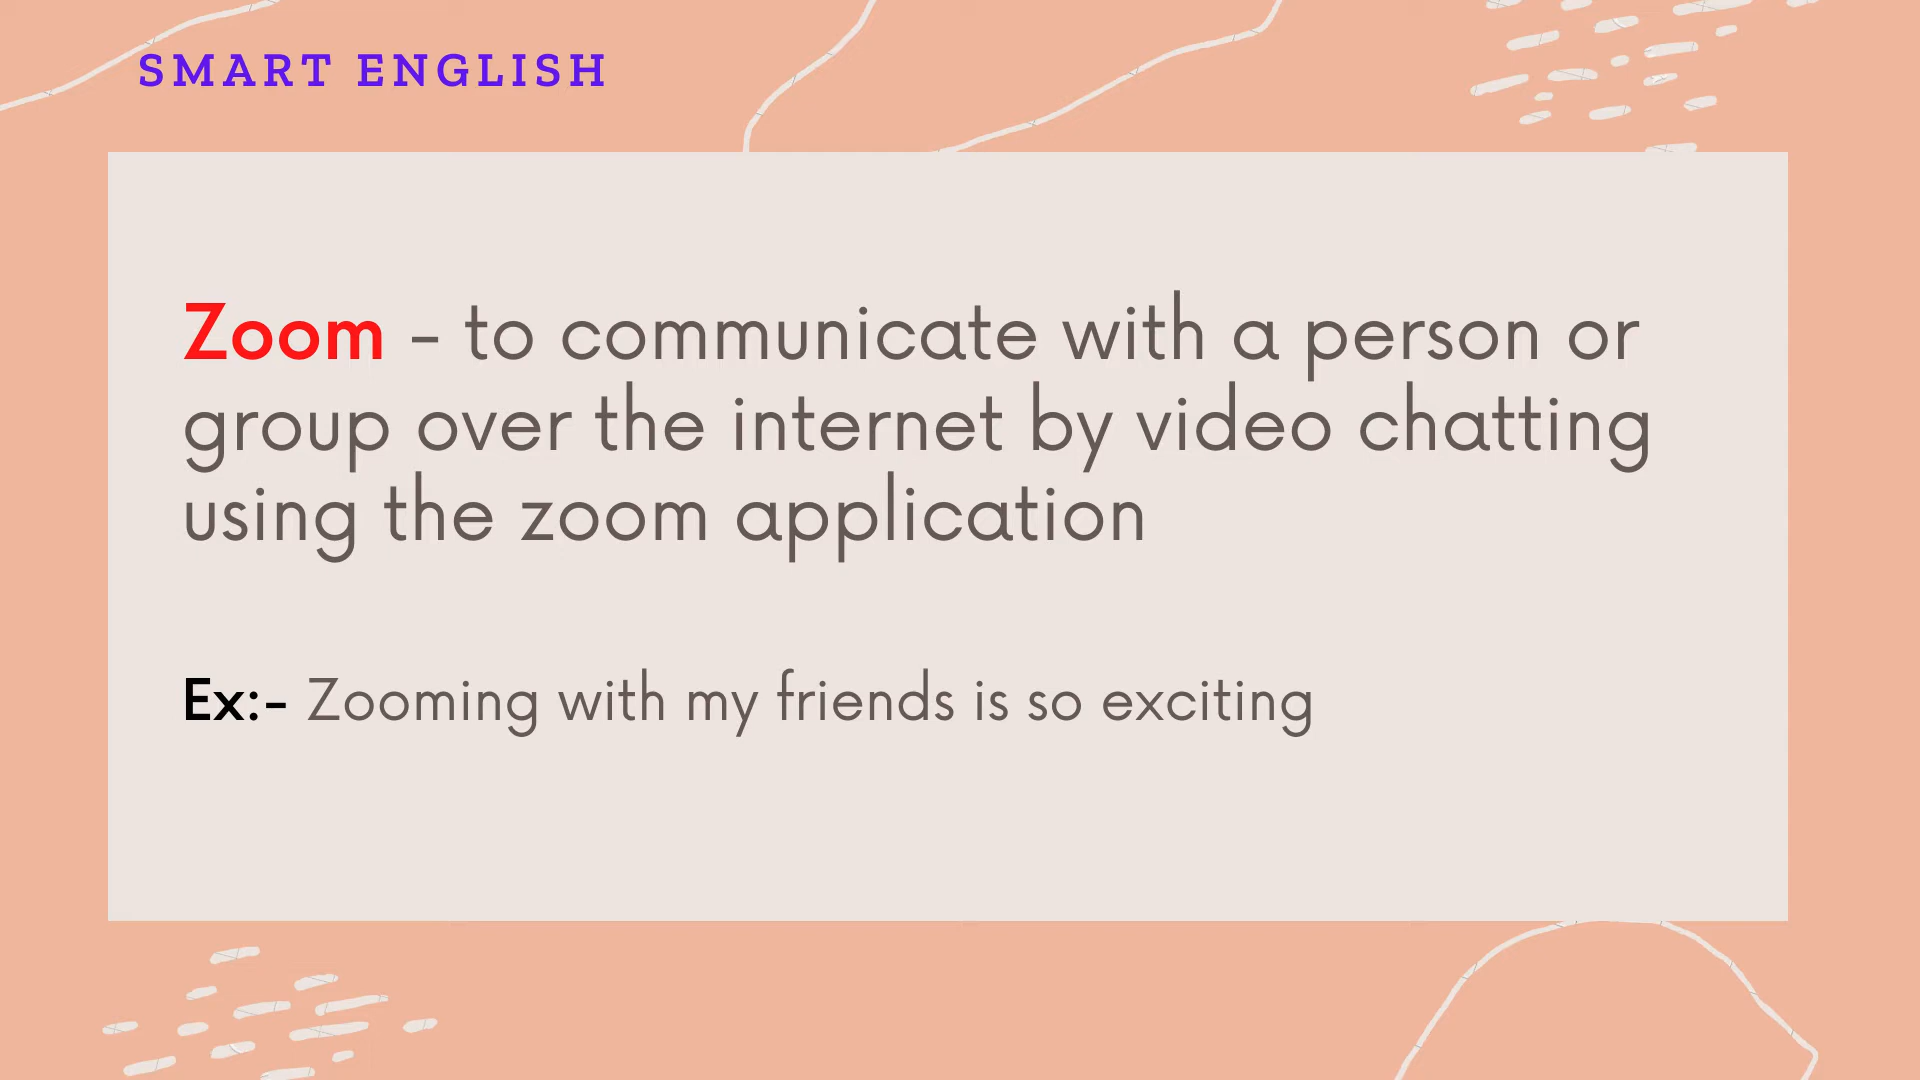 SMART ENGLISH
Zoom - to communicate with a person or
group over the internet by video chatting
using the zoom application
Ex:- Zooming with my friends is so exciting